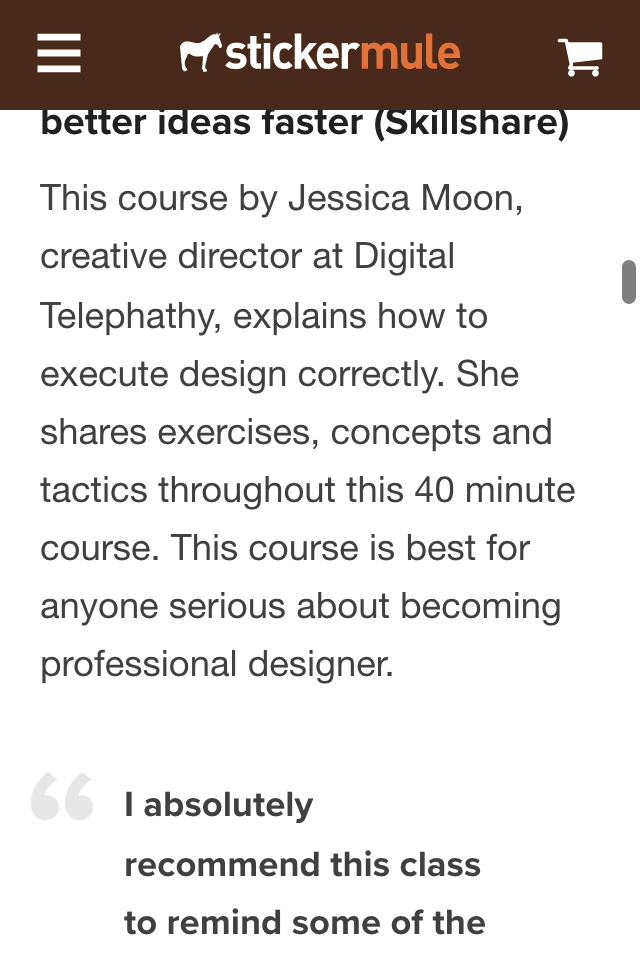 stickermule
better ideas faster (Skillshare)
This course by Jessica Moon,
creative director at Digital
Telephathy, explains how to
execute design correctly. She
shares exercises, concepts and
tactics throughout this 40 minute
course. This course is best for
anyone serious about becoming
professional designer.
“
I absolutely
recommend this class
to remind some of the